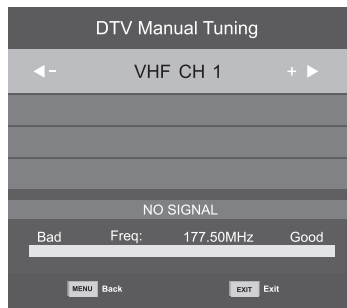 DTV Manual Tuning
◀ - VHF CH 1 + ▶
NO SIGNAL
Bad Freq: 177.50MHz Good
MENU Back EXIT Exit